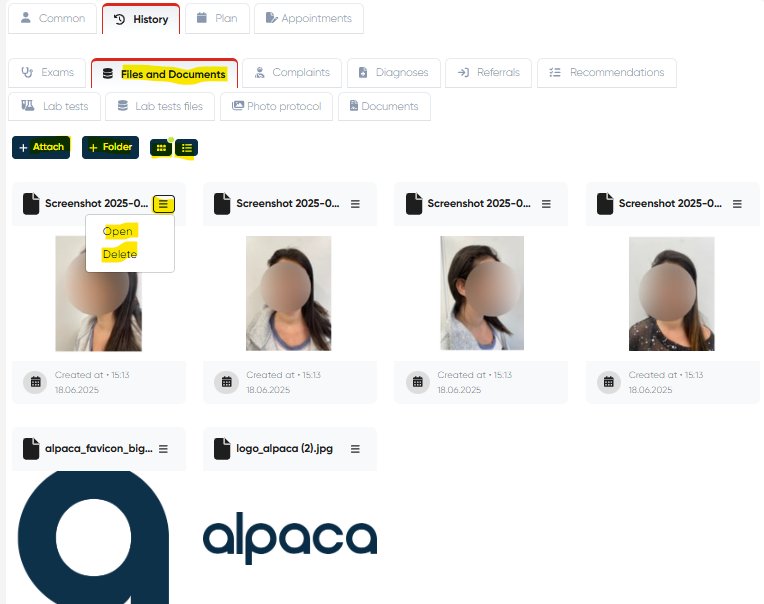 Common History Plan Appointments
Exams Files and Documents Complaints Diagnoses Referrals Recommendations
Lab tests Lab tests files Photo protocol Documents
+ Attach + Folder
Screenshot 2025-0... Screenshot 2025-0... Screenshot 2025-0... Screenshot 2025-0...
Open
Delete
Created at • 15:13 Created at • 15:13 Created at • 15:13 Created at • 15:13
18.06.2025 18.06.2025 18.06.2025 18.06.2025
alpaca_favicon_big... logo_alpaca (2).jpg
a alpaca